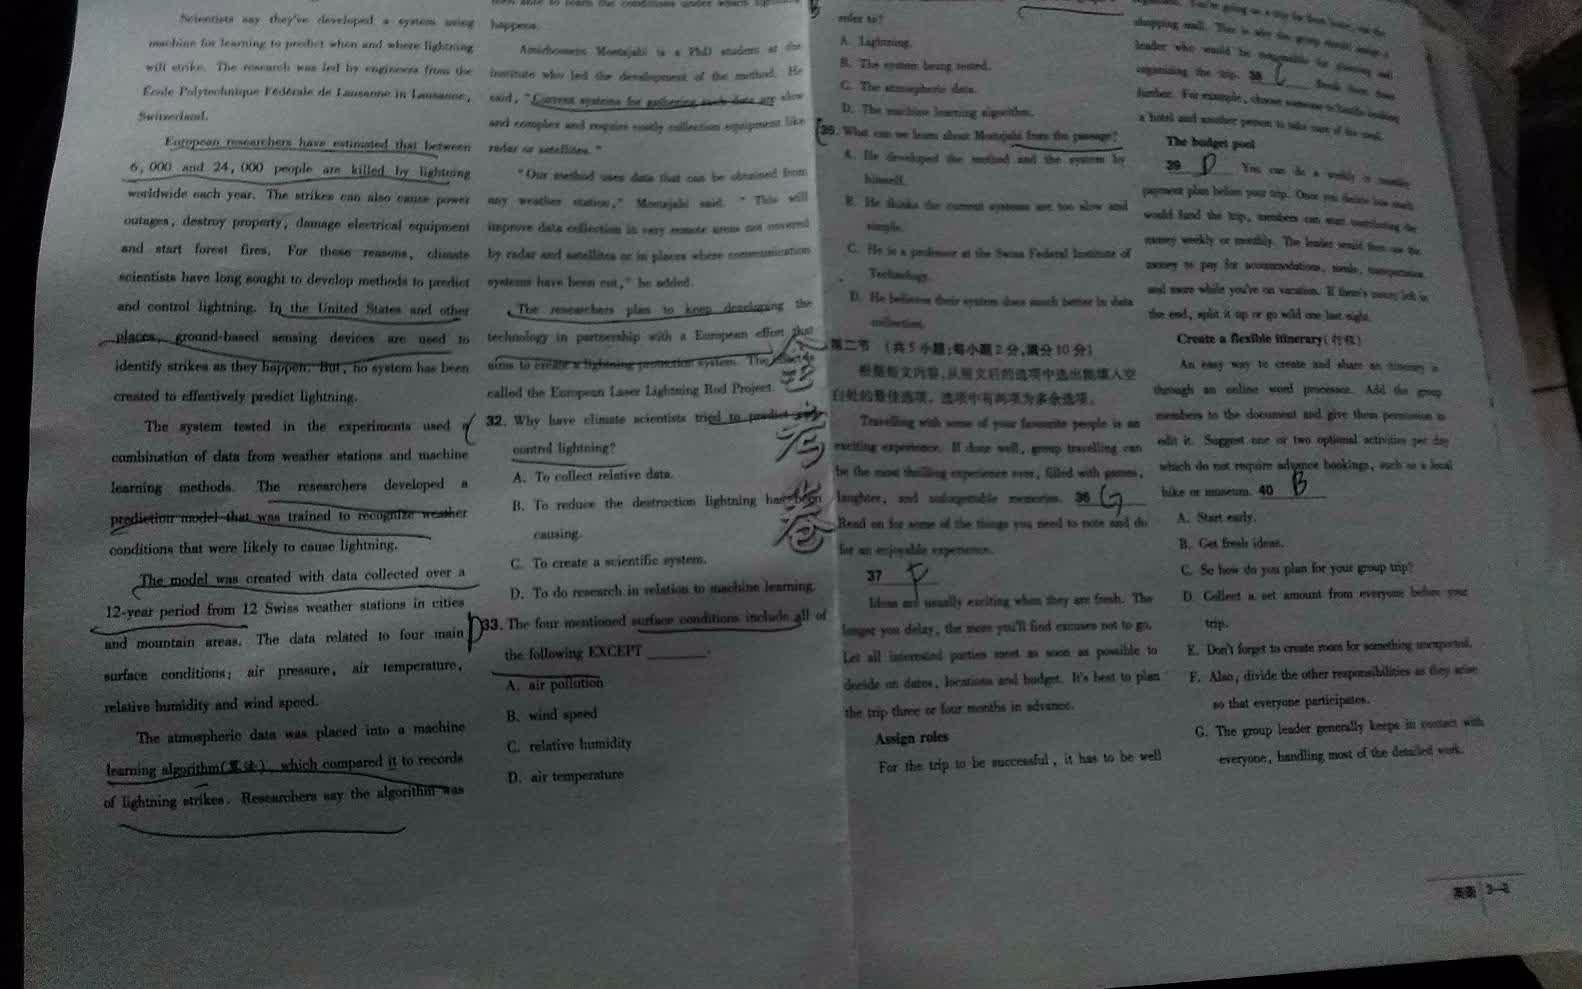 Scientists say they've developed a system using
machine for learning to predict when and where lightning
will strike. The research was led by engineers from the
École Polytechnique Fédérale de Lausanne in Lausanne,
Switzerland.
European researchers have estimated that between
6,000 and 24,000 people are killed by lightning
worldwide each year. The strikes can also cause power
outages, destroy property, damage electrical equipment
and start forest fires. For these reasons, climate
scientists have long sought to develop methods to predict
and control lightning. In the United States and other
places, ground-based sensing devices are used to
identify strikes as they happen. But, no system has been
created to effectively predict lightning.
The system tested in the experiments used a
combination of data from weather stations and machine
learning methods. The researchers developed a
prediction model that was trained to recognize weather
conditions that were likely to cause lightning.
The model was created with data collected over a
12-year period from 12 Swiss weather stations in cities
and mountain areas. The data related to four main
surface conditions: air pressure, air temperature,
relative humidity and wind speed.
The atmospheric data was placed into a machine
learning algorithm(算法), which compared it to records
of lightning strikes. Researchers say the algorithm was
happens.
Amirhossein Mostajabi is a PhD student at the
institute who led the development of the method. He
said, "Current systems for gathering such data are slow
and complex and require costly collection equipment like
radar or satellites."
"Our method uses data that can be obtained from
any weather station," Mostajabi said. "This will
improve data collection in very remote areas not covered
by radar and satellites or in places where communication
systems have been cut," he added.
The researchers plan to keep developing the
technology in partnership with a European effort that
aims to create a lightning protection system. The
called the European Laser Lightning Rod Project.
32. Why have climate scientists tried to predict and
control lightning?
A. To collect relative data.
B. To reduce the destruction lightning has been
causing.
C. To create a scientific system.
D. To do research in relation to machine learning.
33. The four mentioned surface conditions include all of
the following EXCEPT ______.
A. air pollution
B. wind speed
C. relative humidity
D. air temperature
refer to?
A. Lightning.
B. The system being tested.
C. The atmospheric data.
D. The machine learning algorithm.
35. What can we learn about Mostajabi from the passage?
A. He developed the method and the system by
himself.
B. He thinks the current systems are too slow and
simple.
C. He is a professor at the Swiss Federal Institute of
Technology.
D. He believes their system does much better in data
collection.
第二节 (共5小题;每小题2分,满分10分)
根据短文内容,从短文后的选项中选出能填入空
白处的最佳选项。选项中有两项为多余选项。
Travelling with some of your favourite people is an
exciting experience. If done well, group travelling can
be the most thrilling experience ever, filled with games,
laughter, and unforgettable memories. 36 G
Read on for some of the things you need to note and do
for an enjoyable experience.
37 F
Ideas are usually exciting when they are fresh. The
longer you delay, the more you'll find excuses not to go.
Let all interested parties meet as soon as possible to
decide on dates, locations and budget. It's best to plan
the trip three or four months in advance.
Assign roles
For the trip to be successful, it has to be well
shopping mall. This is why the group should assign a
leader who would be responsible for planning and
organising the trip. 38 C Break them down
further. For example, choose someone to handle booking
a hotel and another person to take care of the meals.
The budget pool
39 D You can do a weekly or monthly
payment plan before your trip. Once you decide how much
would fund the trip, members can start contributing the
money weekly or monthly. The leader would then use the
money to pay for accommodations, meals, transportation
and more while you're on vacation. If there's money left in
the end, split it up or go wild one last night.
Create a flexible itinerary(行程)
An easy way to create and share an itinerary is
through an online word processor. Add the group
members to the document and give them permission to
edit it. Suggest one or two optional activities per day
which do not require advance bookings, such as a local
hike or museum. 40 B
A. Start early.
B. Get fresh ideas.
C. So how do you plan for your group trip?
D. Collect a set amount from everyone before your
trip.
E. Don't forget to create room for something unexpected.
F. Also, divide the other responsibilities as they arise
so that everyone participates.
G. The group leader generally keeps in contact with
everyone, handling most of the detailed work.
密
卷
英语 3—4